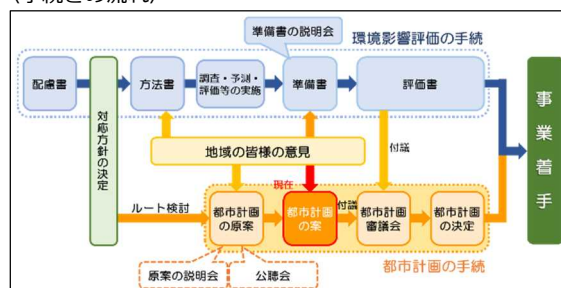 準備書の説明会
環境影響評価の手続
配慮書
方法書
調査・予測・
評価等の実施
準備書
評価書
対応方針の決定
地域の皆様の意見
付議
事業着手
現在
ルート検討
都市計画
の原案
都市計画
の案
付議
都市計画
審議会
都市計画
の決定
原案の説明会
公聴会
都市計画の手続